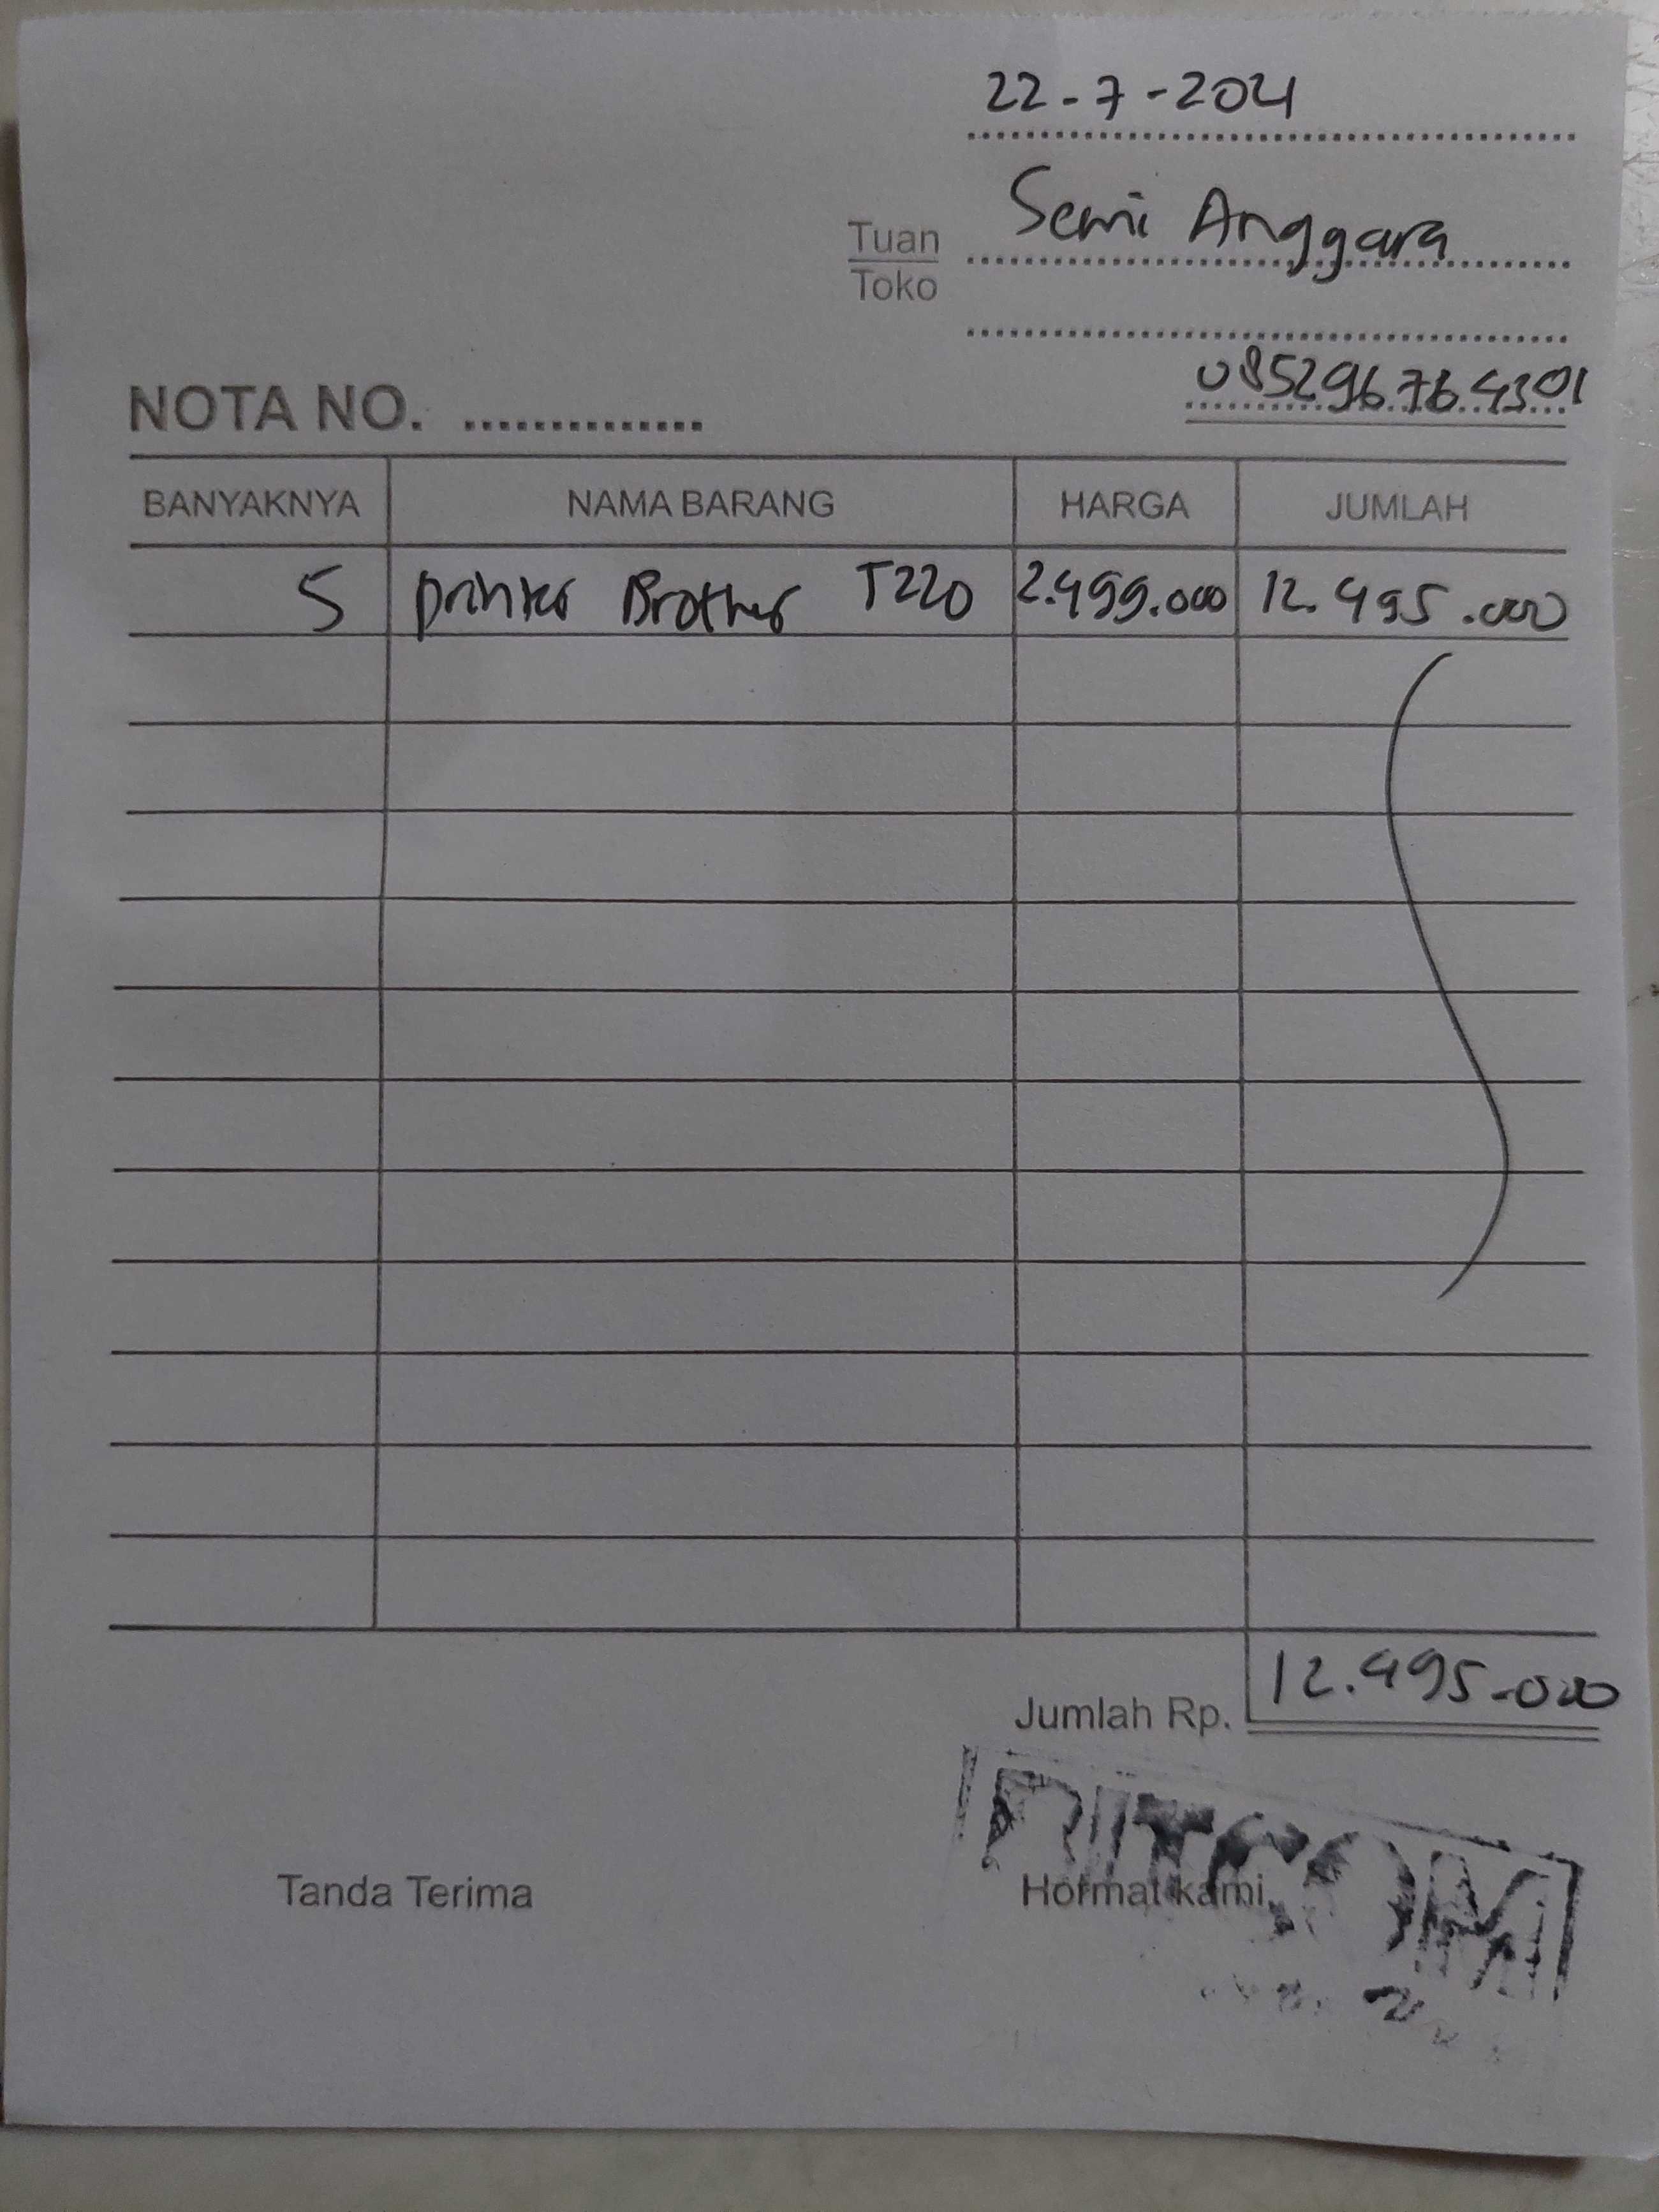 22-7-2021
Semi Anggara
Tuan
Toko
085296764301
NOTA NO. ..............
BANYAKNYA NAMA BARANG HARGA JUMLAH
5 printer Brother T220 2.499.000 12.495.000
Jumlah Rp. 12.495.000
Tanda Terima Hormat kami,